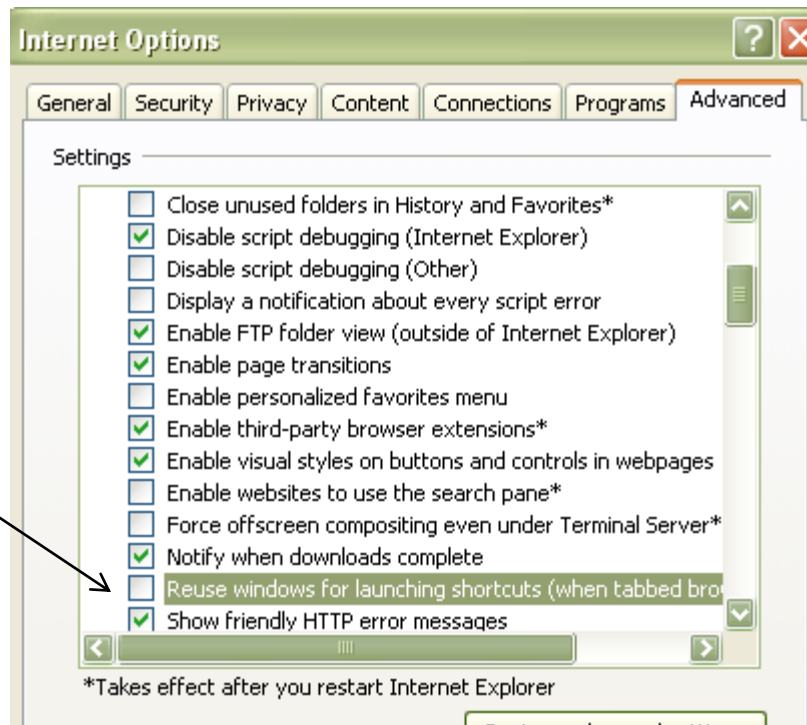 Internet Options
General Security Privacy Content Connections Programs Advanced
Settings
Close unused folders in History and Favorites*
Disable script debugging (Internet Explorer)
Disable script debugging (Other)
Display a notification about every script error
Enable FTP folder view (outside of Internet Explorer)
Enable page transitions
Enable personalized favorites menu
Enable third-party browser extensions*
Enable visual styles on buttons and controls in webpages
Enable websites to use the search pane*
Force offscreen compositing even under Terminal Server*
Notify when downloads complete
Reuse windows for launching shortcuts (when tabbed
Show friendly HTTP error messages
*Takes effect after you restart Internet Explorer